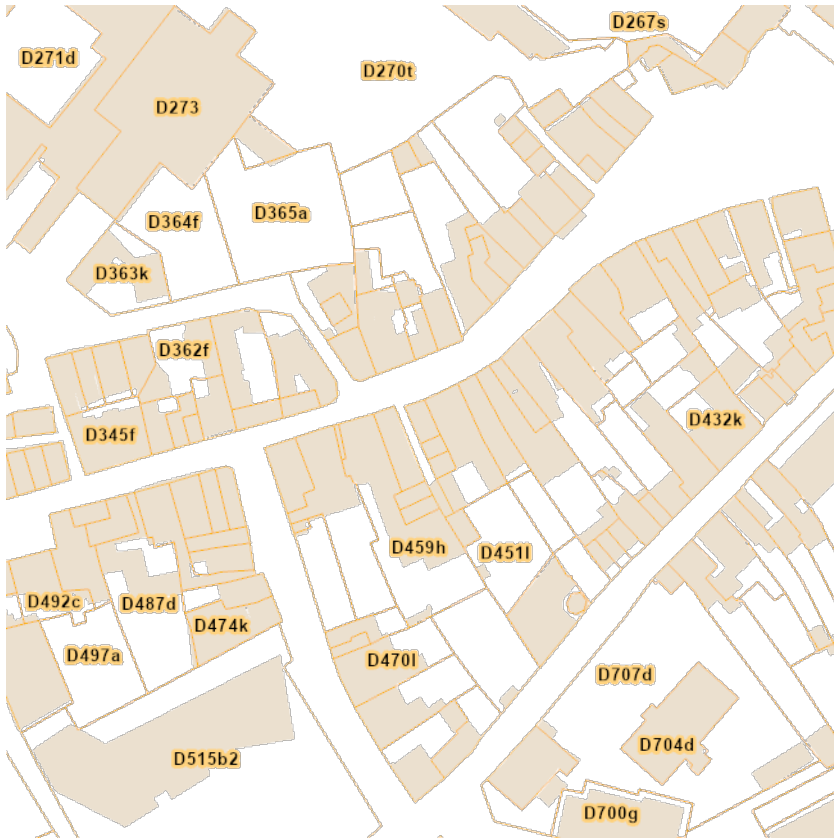 D267s
D271d
D270t
D273
D364f
D365a
D363k
D362f
D345f
D432k
D459h
D451l
D492c
D487d
D474k
D497a
D470l
D707d
D515b2
D704d
D700g